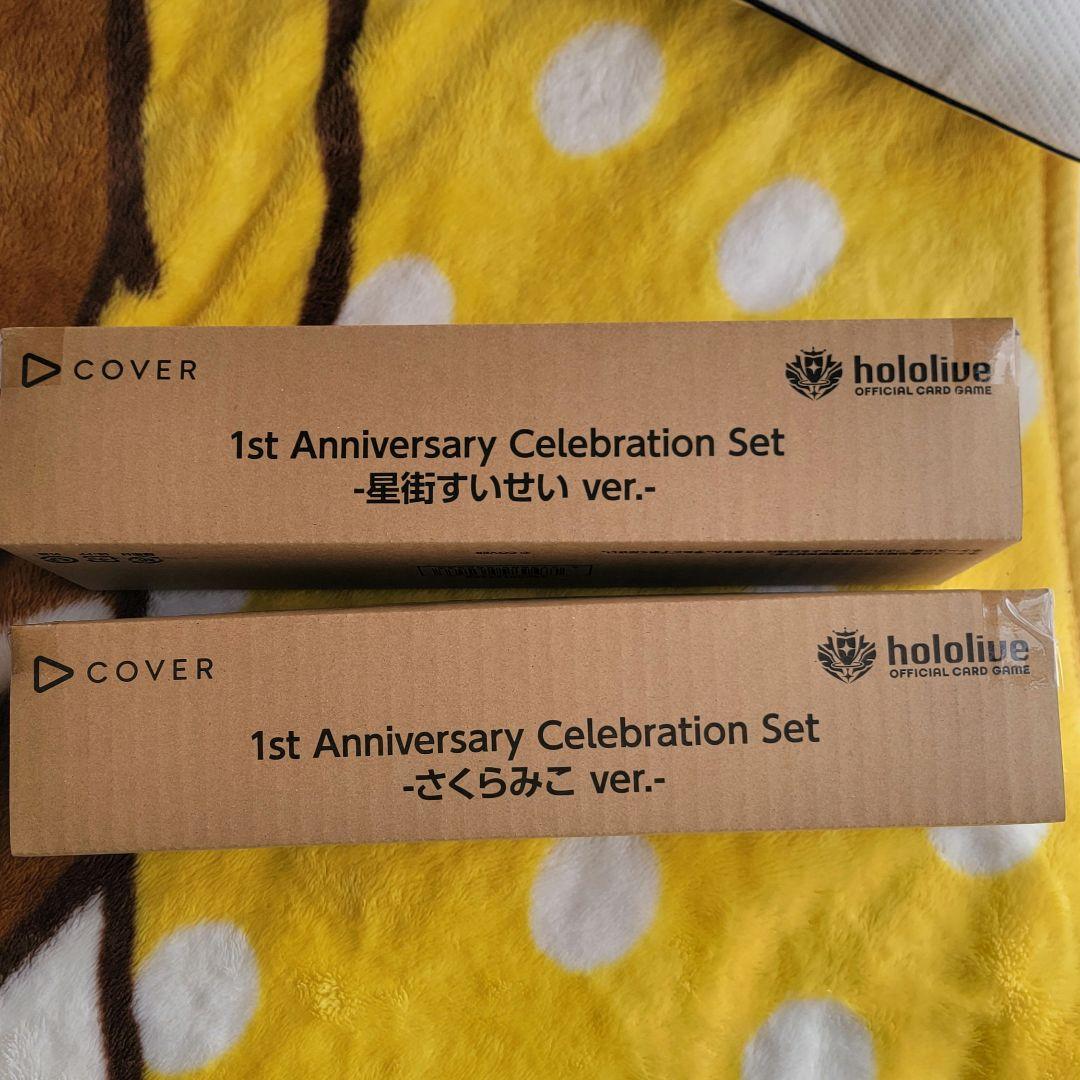 COVER
hololive
OFFICIAL CARD GAME
1st Anniversary Celebration Set
-星街すいせい ver.-
COVER
hololive
OFFICIAL CARD GAME
1st Anniversary Celebration Set
-さくらみこ ver.-